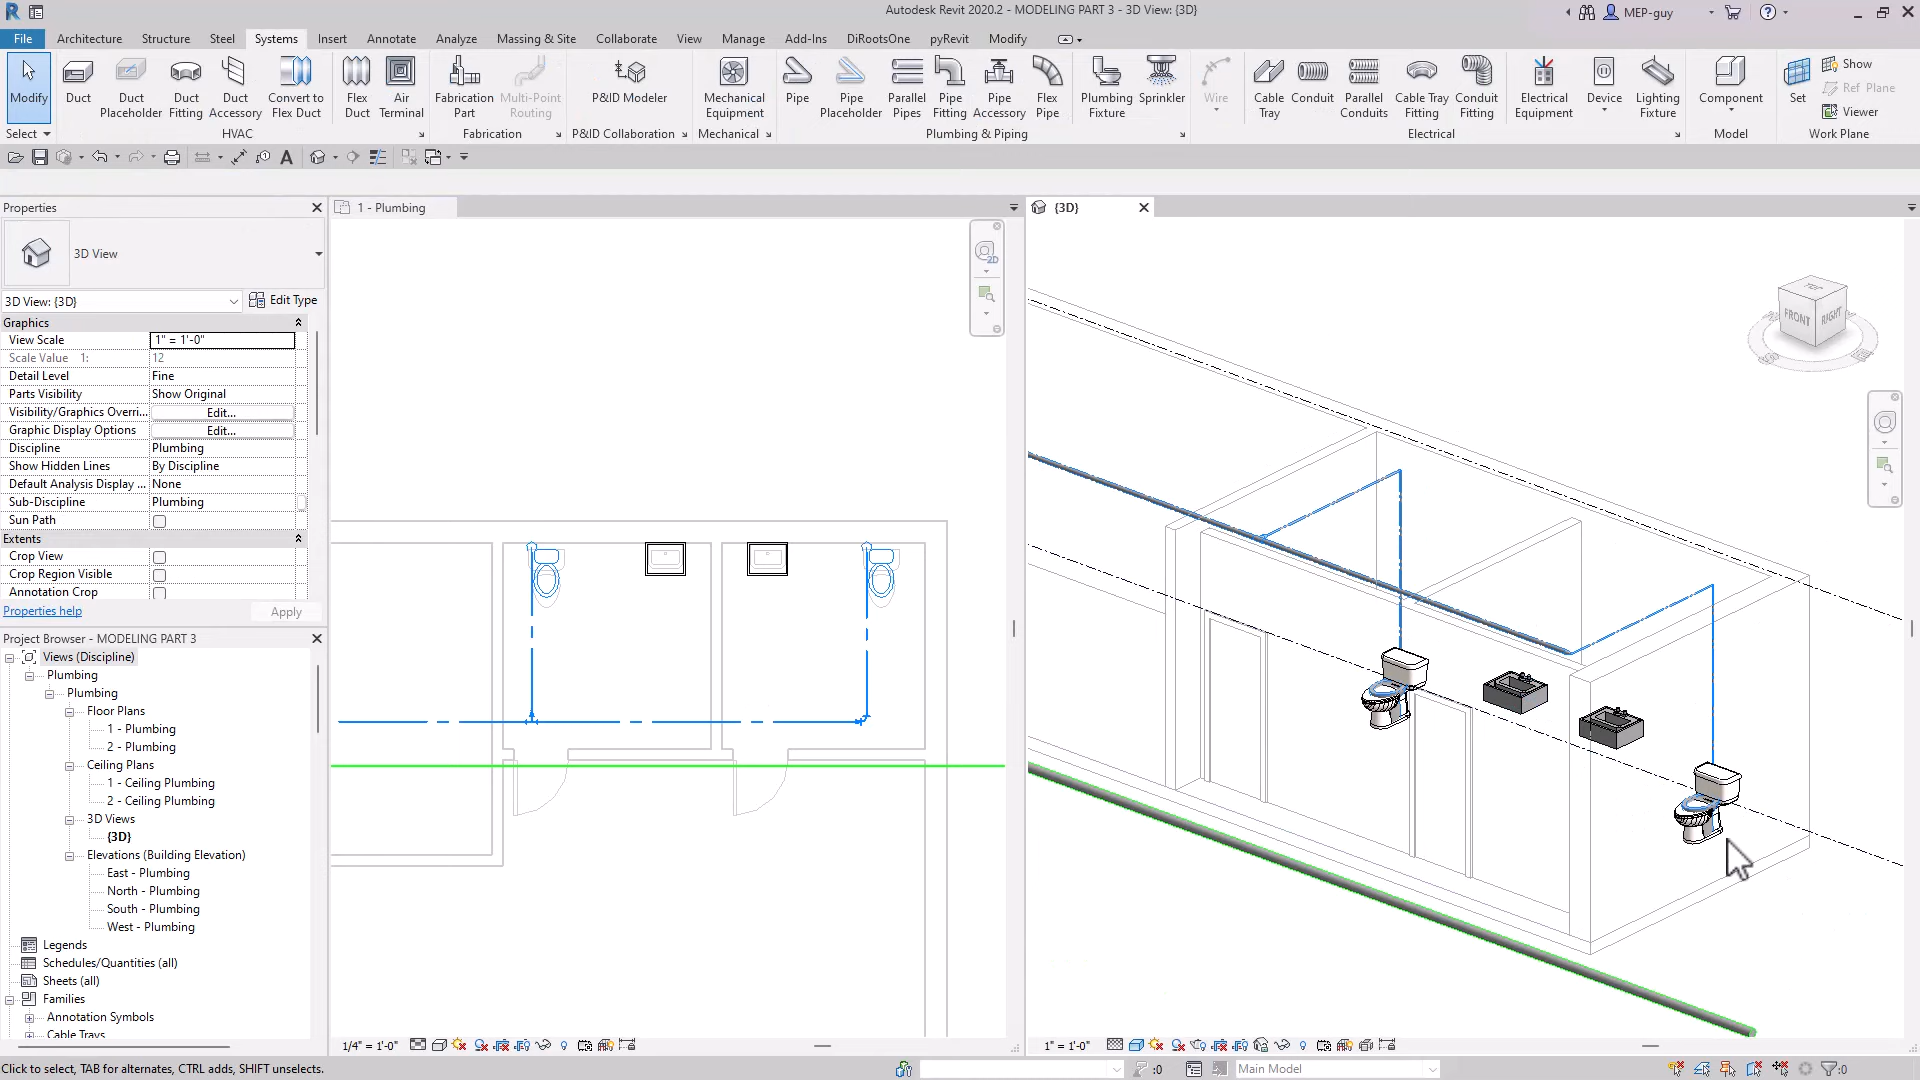 Autodesk Revit 2020.2 - MODELING PART 3 - 3D View: {3D}
MEP-guy
File Architecture Structure Steel Systems Insert Annotate Analyze Massing & Site Collaborate View Manage Add-Ins DiRootsOne pyRevit Modify
Modify
Duct
Duct Placeholder
Duct Fitting
Duct Accessory
Convert to Flex Duct
Flex Duct
Air Terminal
Fabrication Part
Multi-Point Routing
P&ID Modeler
Mechanical Equipment
Pipe
Pipe Placeholder
Parallel Pipes
Pipe Fitting
Pipe Accessory
Flex Pipe
Plumbing Fixture
Sprinkler
Wire
Cable Tray
Conduit
Parallel Conduits
Cable Tray Fitting
Conduit Fitting
Electrical Equipment
Device
Lighting Fixture
Component
Set
Show
Ref Plane
Viewer
Select HVAC Fabrication P&ID Collaboration Mechanical Plumbing & Piping Electrical Model Work Plane
Properties
3D View
3D View: {3D}
Edit Type
Graphics
View Scale 1" = 1'-0"
Scale Value 1: 12
Detail Level Fine
Parts Visibility Show Original
Visibility/Graphics Overri... Edit...
Graphic Display Options Edit...
Discipline Plumbing
Show Hidden Lines By Discipline
Default Analysis Display ... None
Sub-Discipline Plumbing
Sun Path
Extents
Crop View
Crop Region Visible
Annotation Crop
Properties help
Apply
Project Browser - MODELING PART 3
Views (Discipline)
Plumbing
Plumbing
Floor Plans
1 - Plumbing
2 - Plumbing
Ceiling Plans
1 - Ceiling Plumbing
2 - Ceiling Plumbing
3D Views
{3D}
Elevations (Building Elevation)
East - Plumbing
North - Plumbing
South - Plumbing
West - Plumbing
Legends
Schedules/Quantities (all)
Sheets (all)
Families
Annotation Symbols
Cable Trays
1 - Plumbing
2D
1/4" = 1'-0"
{3D}
TOP
FRONT
RIGHT
1" = 1'-0"
Click to select, TAB for alternates, CTRL adds, SHIFT unselects.
:0
Main Model
:0